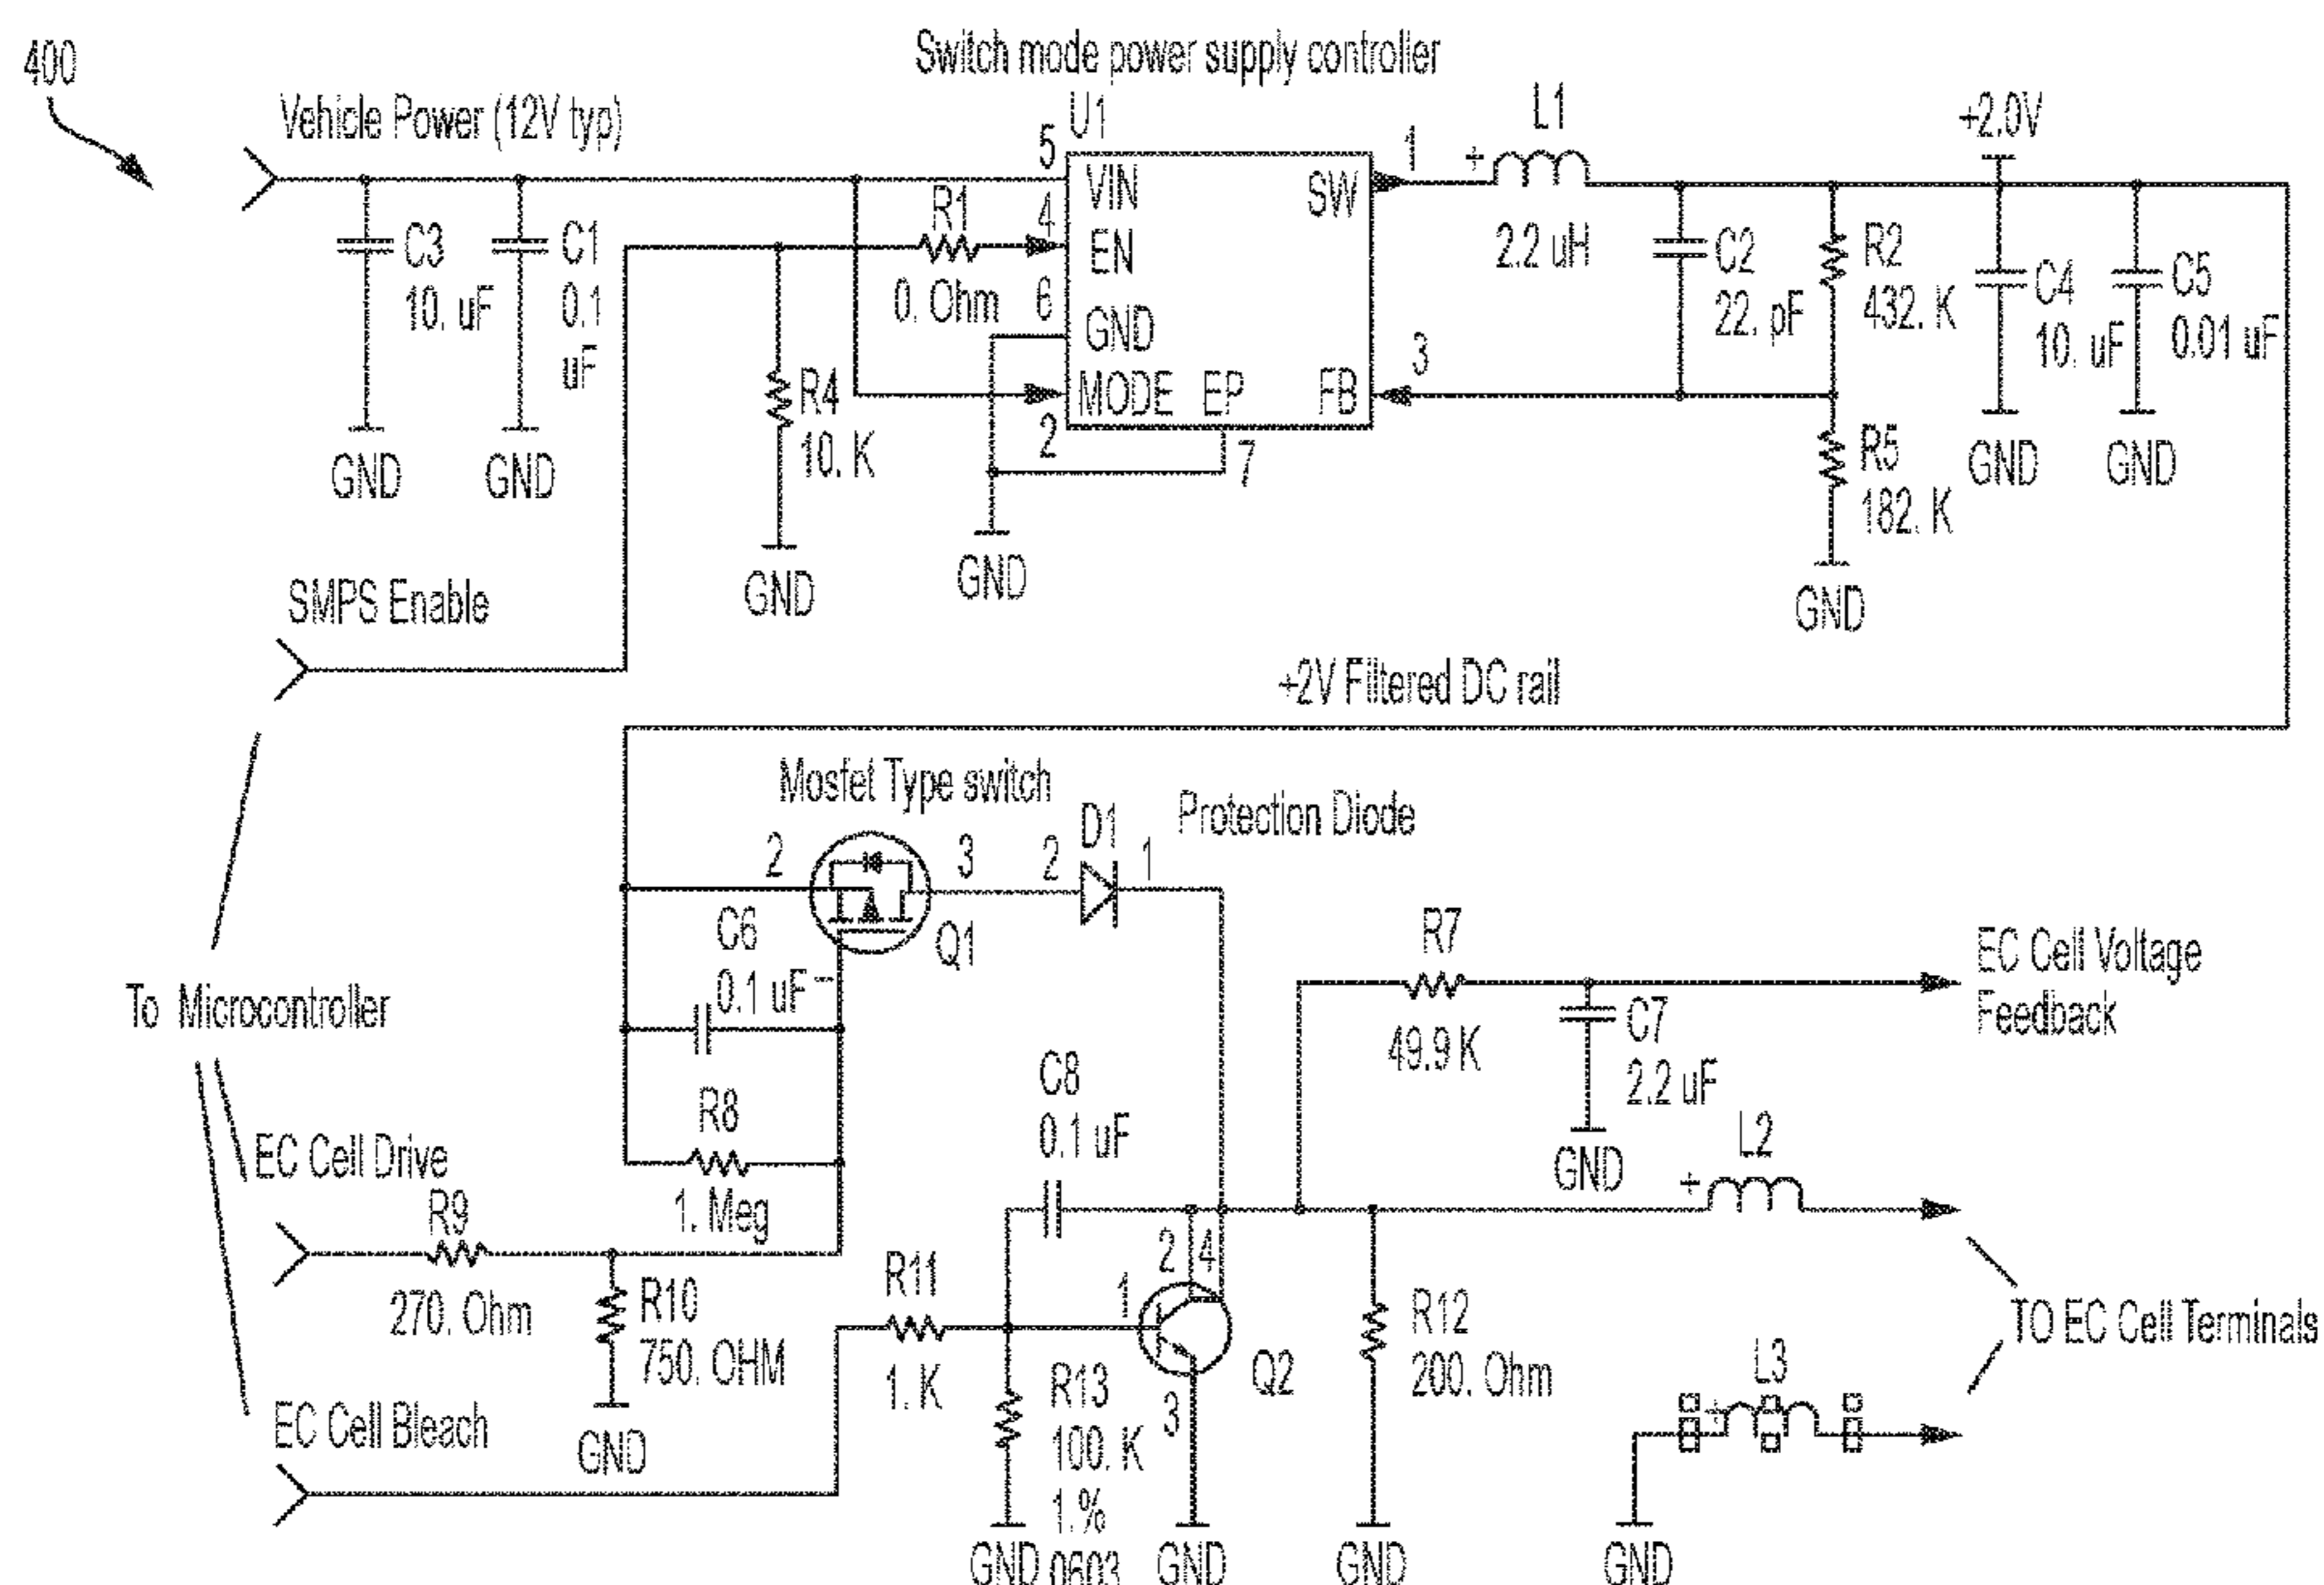 400
Switch mode power supply controller
Vehicle Power (12V typ)
U1
5
VIN
4
EN
6
GND
MODE
2
EP
7
SW
1
FB
3
L1
2.2 uH
+2.0V
C3
10. uF
GND
C1
0.1
uF
GND
R1
0. Ohm
R4
10. K
GND
GND
C2
22. pF
R2
432. K
R5
182. K
GND
C4
10. uF
GND
C5
0.01 uF
GND
SMPS Enable
+2V Filtered DC rail
Mosfet Type switch
2
3
Q1
2
D1
1
Protection Diode
C6
0.1 uF
To Microcontroller
R8
1. Meg
EC Cell Drive
R9
270. Ohm
R10
750. OHM
GND
EC Cell Bleach
R11
1. K
C8
0.1 uF
R13
100. K
1.%
0603
GND
1
2
4
3
Q2
GND
R7
49.9 K
C7
2.2 uF
GND
EC Cell Voltage
Feedback
R12
200. Ohm
GND
L2
+
TO EC Cell Terminals
L3
+
GND